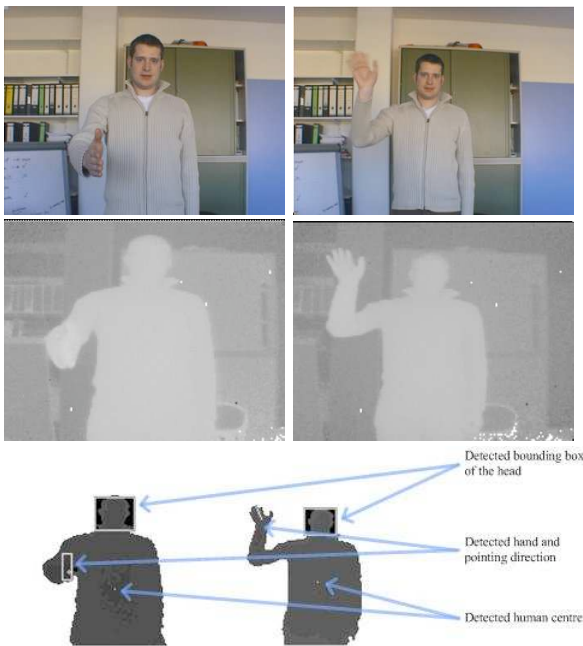 Detected bounding box
of the head
Detected hand and
pointing direction
Detected human centre